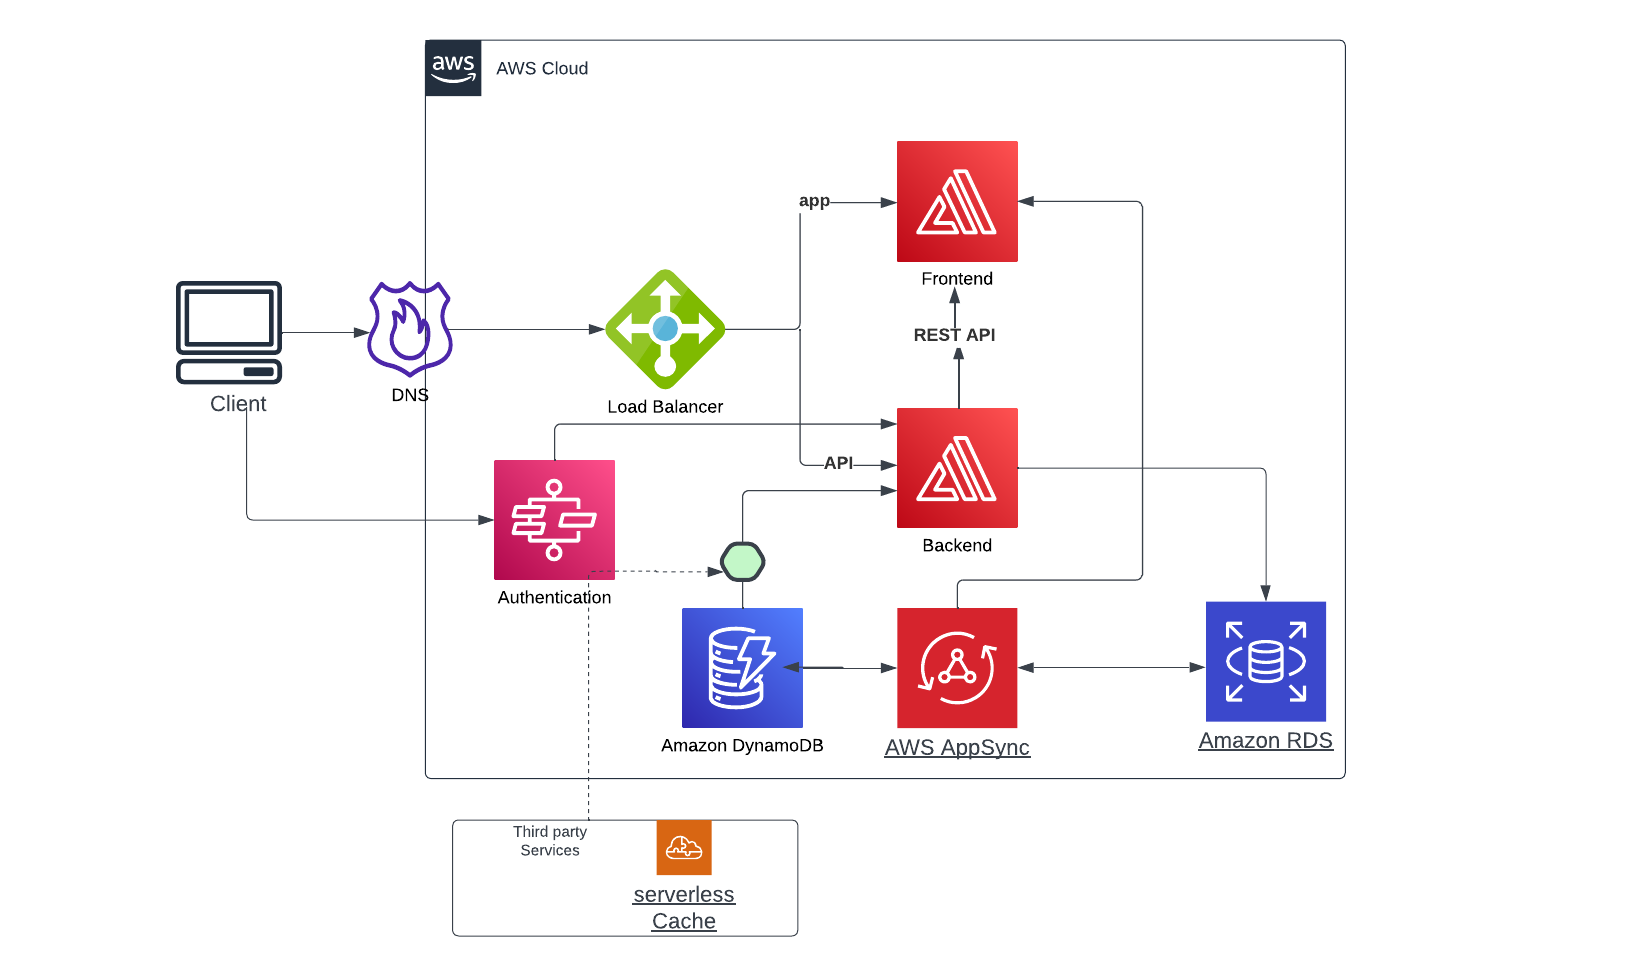 aws
AWS Cloud
app
Frontend
REST API
Client
DNS
Load Balancer
API
Backend
Authentication
Amazon DynamoDB
AWS AppSync
Amazon RDS
Third party
Services
serverless
Cache